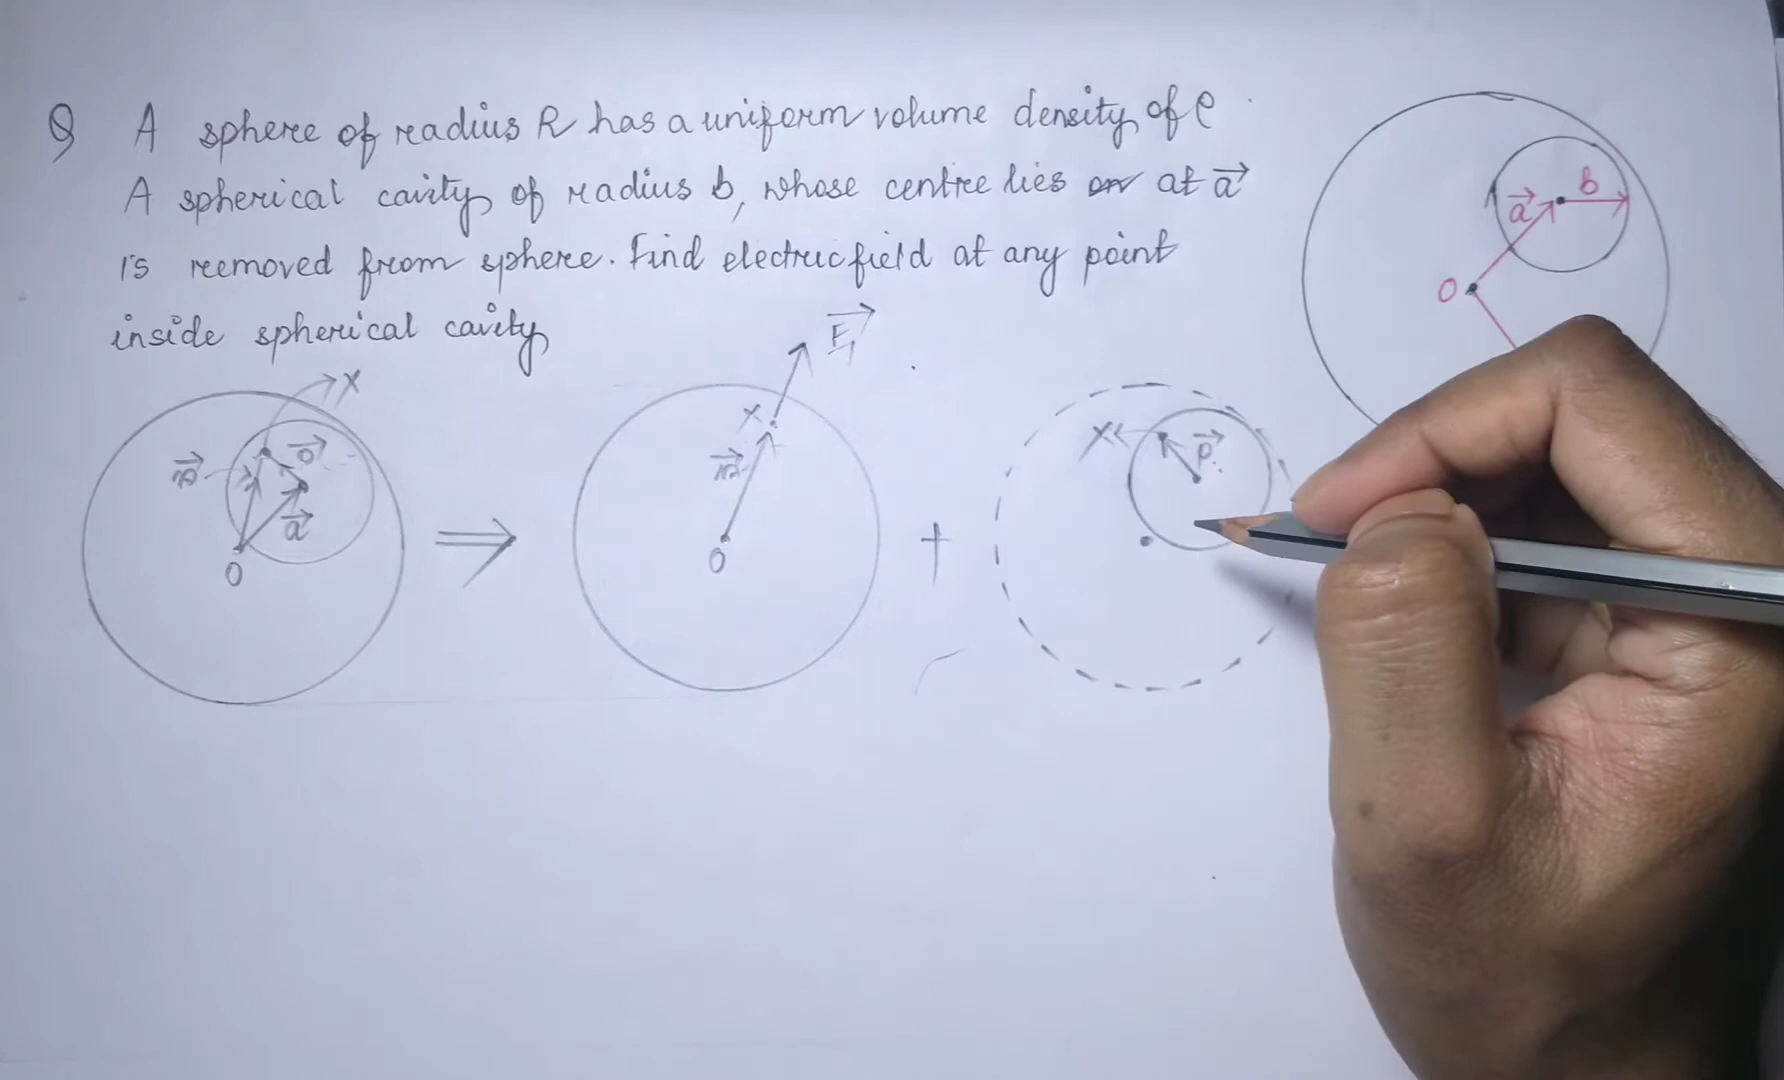 Q A sphere of radius R has a uniform volume density of ρ
A spherical cavity of radius b, whose centre lies at a⃗
is removed from sphere. Find electric field at any point
inside spherical cavity
a⃗ b
O
X
r⃗ ρ⃗
a⃗
O
⇒
E⃗₁
X
r⃗
O
+
X
ρ⃗